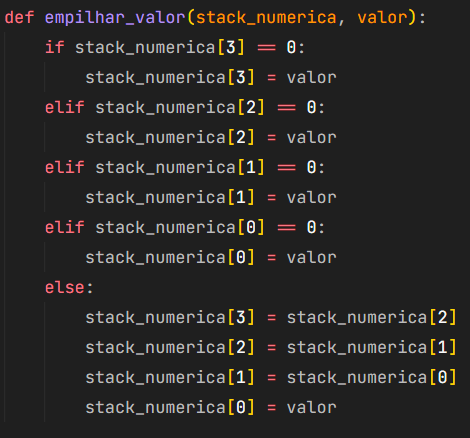 def empilhar_valor(stack_numerica, valor):
    if stack_numerica[3] == 0:
        stack_numerica[3] = valor
    elif stack_numerica[2] == 0:
        stack_numerica[2] = valor
    elif stack_numerica[1] == 0:
        stack_numerica[1] = valor
    elif stack_numerica[0] == 0:
        stack_numerica[0] = valor
    else:
        stack_numerica[3] = stack_numerica[2]
        stack_numerica[2] = stack_numerica[1]
        stack_numerica[1] = stack_numerica[0]
        stack_numerica[0] = valor